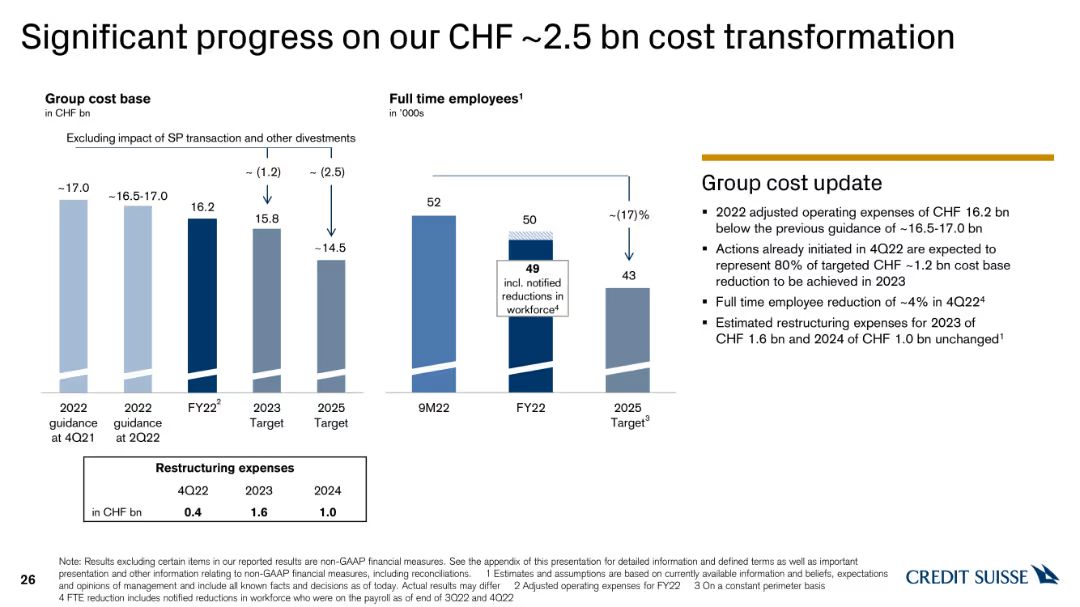 Significant progress on our CHF ~2.5 bn cost transformation
Group cost base
in CHF bn
Excluding impact of SP transaction and other divestments
~ (1.2)
~ (2.5)
~17.0
~16.5-17.0
16.2
15.8
~14.5
2022
guidance
at 4Q21
2022
guidance
at 2Q22
FY22²
2023
Target
2025
Target
Restructuring expenses
4Q22 2023 2024
in CHF bn 0.4 1.6 1.0
Full time employees¹
in '000s
52
50
~(17)%
49
incl. notified
reductions in
workforce⁴
43
9M22
FY22
2025
Target³
Group cost update
▪ 2022 adjusted operating expenses of CHF 16.2 bn
below the previous guidance of ~16.5-17.0 bn
▪ Actions already initiated in 4Q22 are expected to
represent 80% of targeted CHF ~1.2 bn cost base
reduction to be achieved in 2023
▪ Full time employee reduction of ~4% in 4Q22⁴
▪ Estimated restructuring expenses for 2023 of
CHF 1.6 bn and 2024 of CHF 1.0 bn unchanged¹
26
Note: Results excluding certain items in our reported results are non-GAAP financial measures. See the appendix of this presentation for detailed information and defined terms as well as important
presentation and other information relating to non-GAAP financial measures, including reconciliations. 1 Estimates and assumptions are based on currently available information and beliefs, expectations
and opinions of management and include all known facts and decisions as of today. Actual results may differ 2 Adjusted operating expenses for FY22 3 On a constant perimeter basis
4 FTE reduction includes notified reductions in workforce who were on the payroll as of end of 3Q22 and 4Q22
CREDIT SUISSE